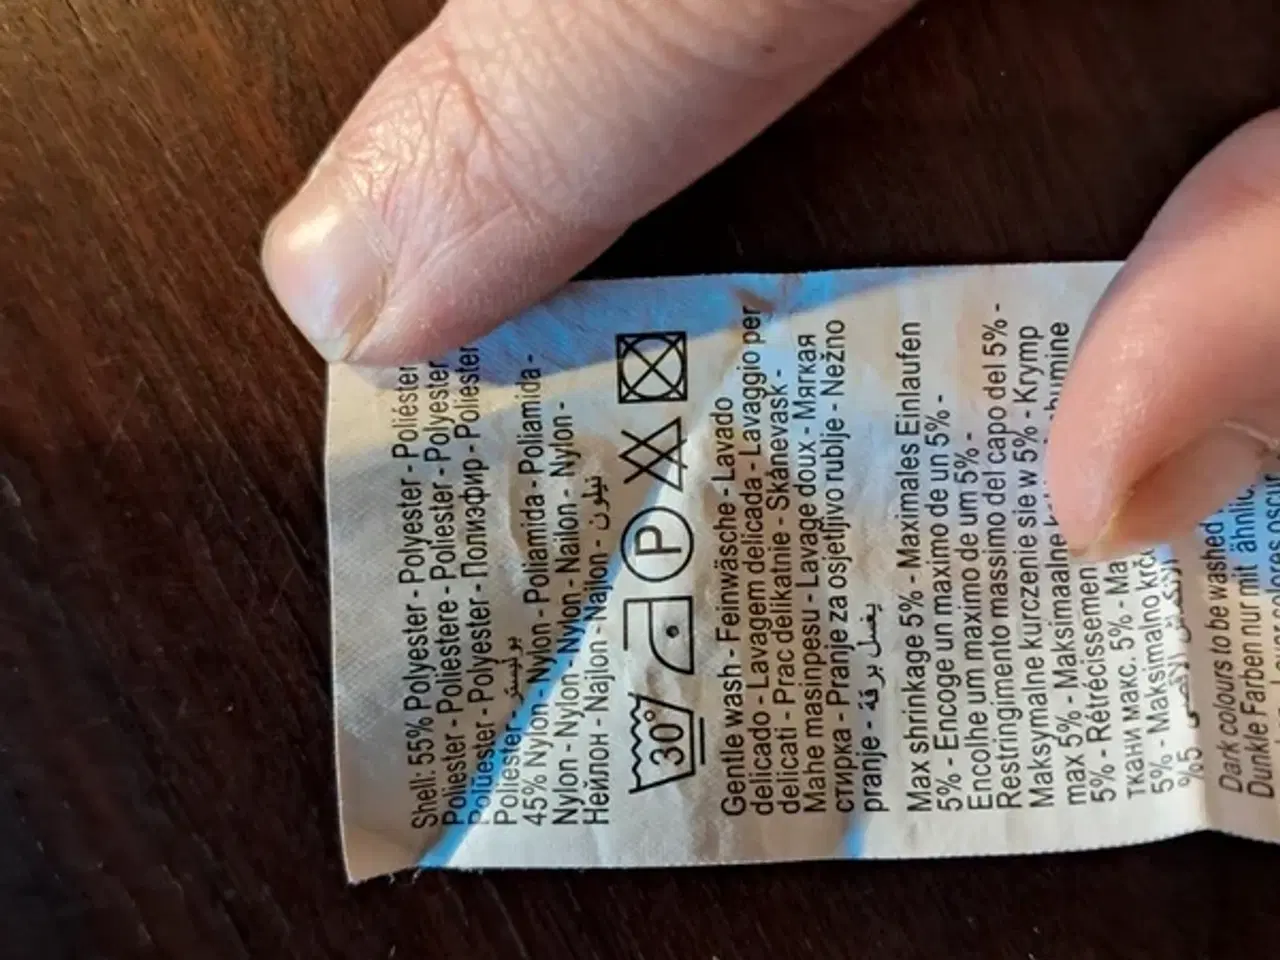 Shell: 55% Polyester - Polyester - Poliéster
Poliester - Poliestere - Poliester - Polyester
Polüester - Polyester - Полиэфир - Poliester
Poliester - بوليستر
45% Nylon - Nylon - Poliamida - Poliamida -
Nylon - Nylon - Nylon - Nailon - Nylon -
Нейлон - Najlon - Najlon - نيلون
30°
P
Gentle wash - Feinwäsche - Lavado
delicado - Lavagem delicada - Lavaggio per
delicati - Prac delikatnie - Skånevask -
Mahe masinpesu - Lavage doux - Мягкая
стирка - Pranje za osjetljivo rublje - Nežno
pranje - يغسل برقة
Max shrinkage 5% - Maximales Einlaufen
5% - Encoge un maximo de un 5% -
Encolhe um maximo de um 5% -
Restringimento massimo del capo del 5% -
Maksymalne kurczenie sie w 5% - Krymp
max 5% - Maksimaalne
5% - Rétrécissemen
ткани макс. 5% - Ma
5% - Maksimalno krč
%5
Dark colours to be washed
Dunkle Farben nur mit ähnlic